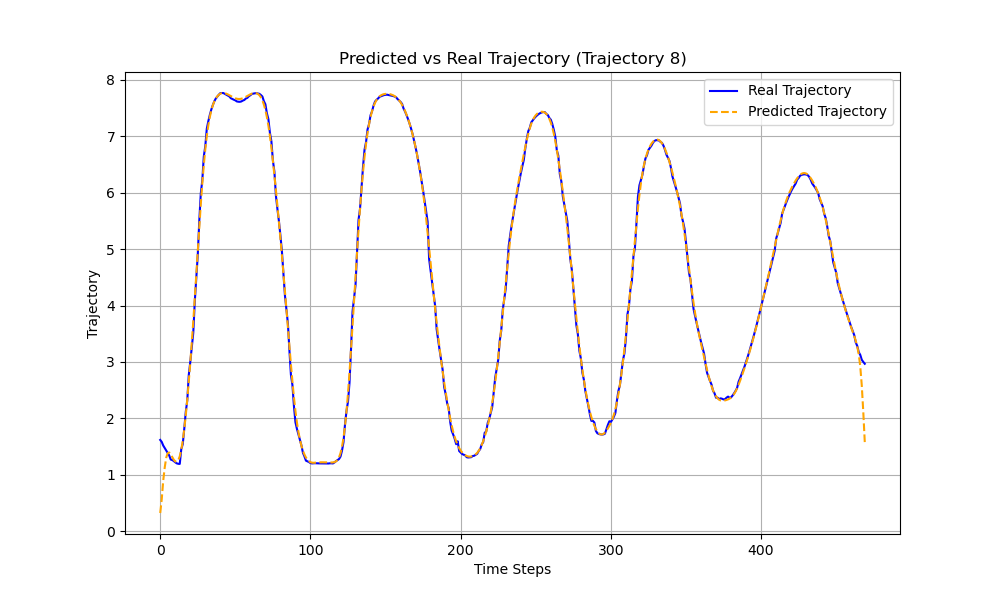 Predicted vs Real Trajectory (Trajectory 8)
Real Trajectory
Predicted Trajectory
8
7
6
5
4
3
2
1
0
Trajectory
0 100 200 300 400
Time Steps